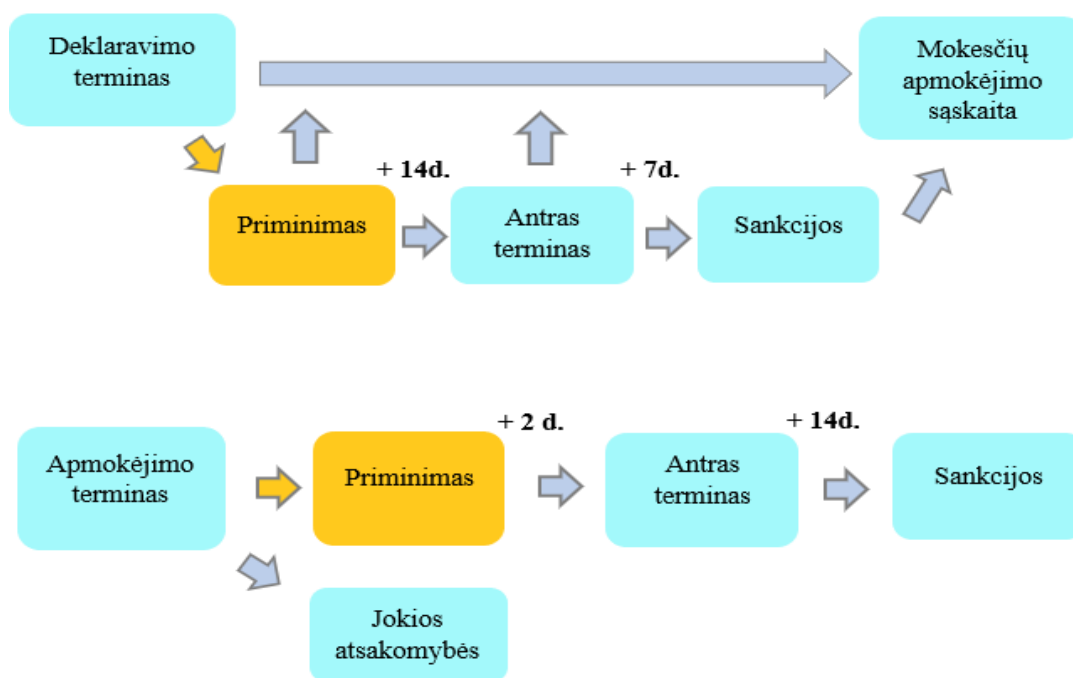 Deklaravimo
terminas
Mokesčių
apmokėjimo
sąskaita
+ 14d.
+ 7d.
Priminimas
Antras
terminas
Sankcijos
+ 2 d.
+ 14d.
Apmokėjimo
terminas
Priminimas
Antras
terminas
Sankcijos
Jokios
atsakomybės